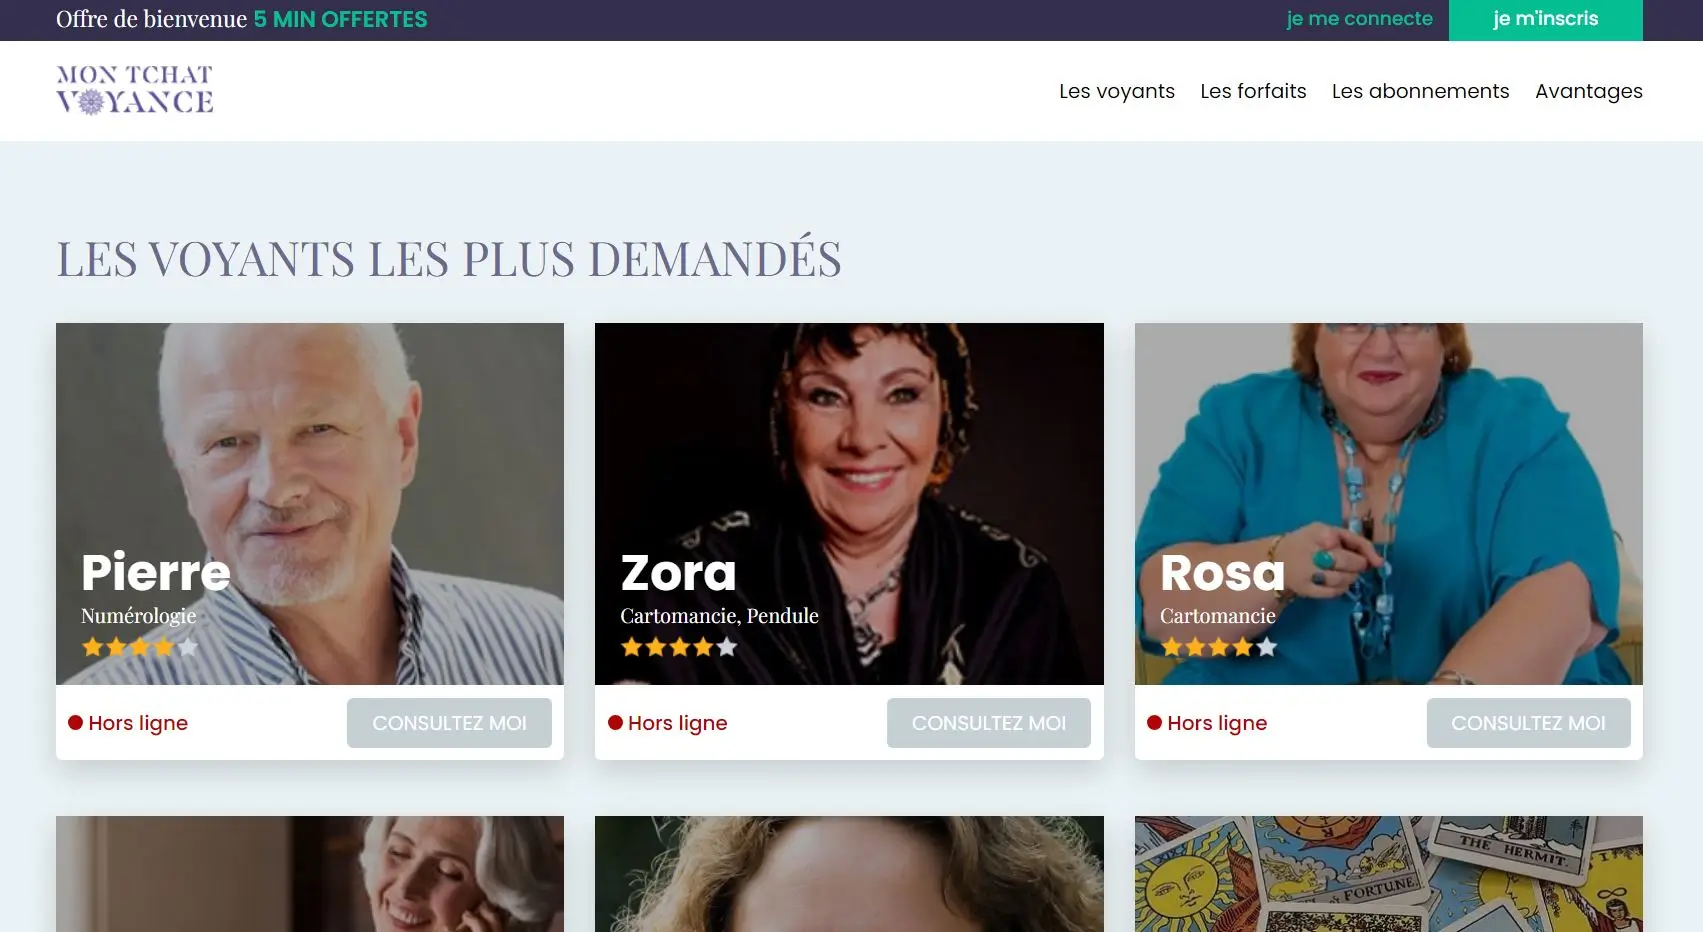 Offre de bienvenue 5 MIN OFFERTES
je me connecte
je m'inscris
MON TCHAT
VOYANCE
Les voyants
Les forfaits
Les abonnements
Avantages
LES VOYANTS LES PLUS DEMANDÉS
Pierre
Numérologie
Hors ligne
CONSULTEZ MOI
Zora
Cartomancie, Pendule
Hors ligne
CONSULTEZ MOI
Rosa
Cartomancie
Hors ligne
CONSULTEZ MOI
THE HERMIT.
FORTUNE.